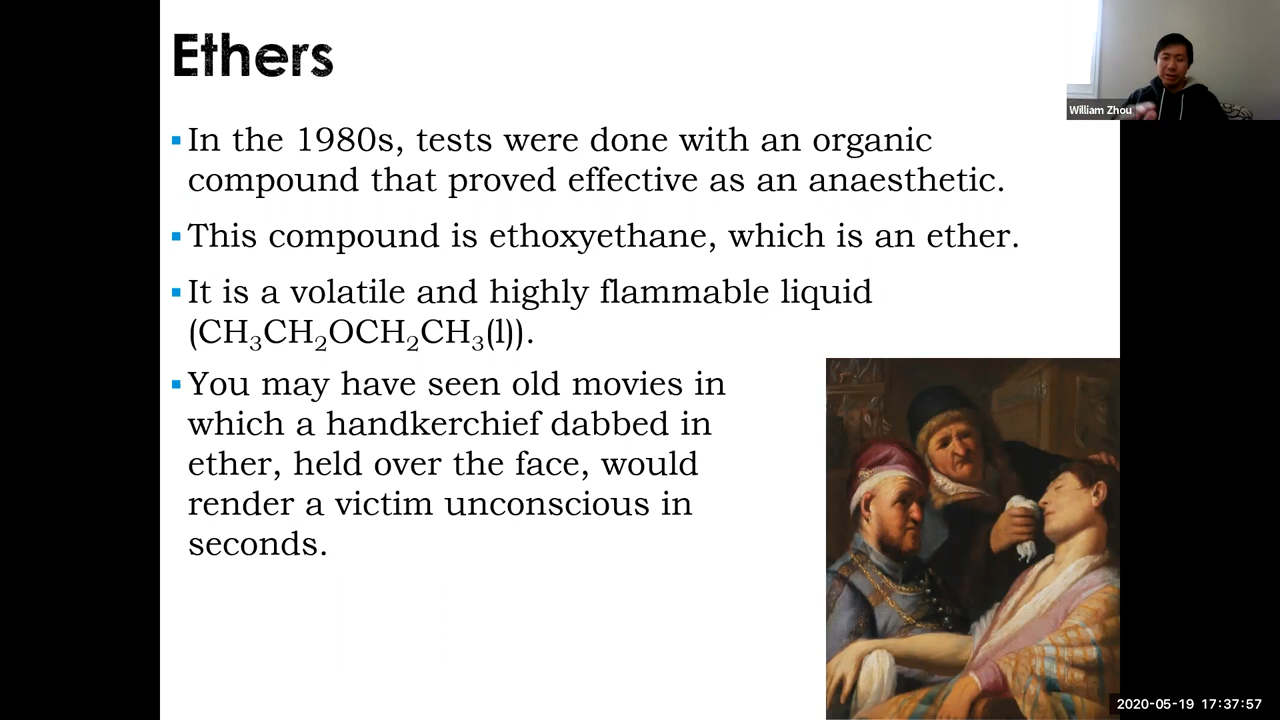 Ethers
William Zhou
▪In the 1980s, tests were done with an organic
compound that proved effective as an anaesthetic.
▪This compound is ethoxyethane, which is an ether.
▪It is a volatile and highly flammable liquid
(CH₃CH₂OCH₂CH₃(l)).
▪You may have seen old movies in
which a handkerchief dabbed in
ether, held over the face, would
render a victim unconscious in
seconds.
2020-05-19 17:37:57